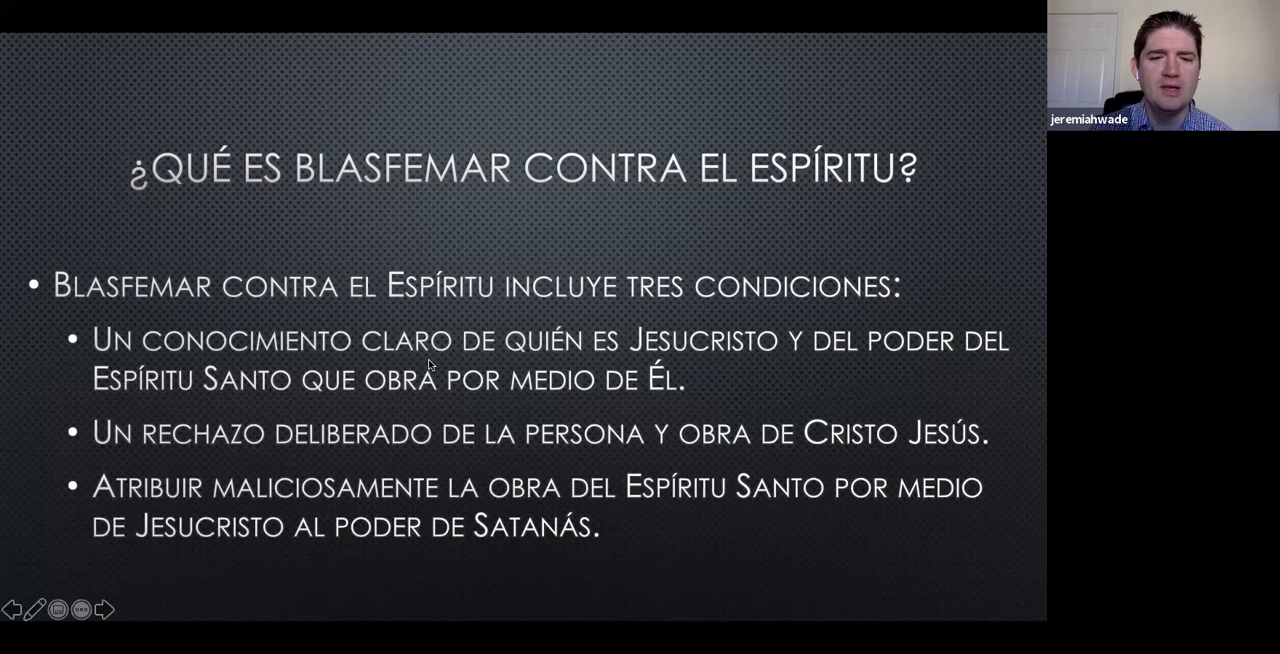 ¿QUÉ ES BLASFEMAR CONTRA EL ESPÍRITU?
• BLASFEMAR CONTRA EL ESPÍRITU INCLUYE TRES CONDICIONES:
• UN CONOCIMIENTO CLARO DE QUIÉN ES JESUCRISTO Y DEL PODER DEL
ESPÍRITU SANTO QUE OBRA POR MEDIO DE ÉL.
• UN RECHAZO DELIBERADO DE LA PERSONA Y OBRA DE CRISTO JESÚS.
• ATRIBUIR MALICIOSAMENTE LA OBRA DEL ESPÍRITU SANTO POR MEDIO
DE JESUCRISTO AL PODER DE SATANÁS.
jeremiahwade